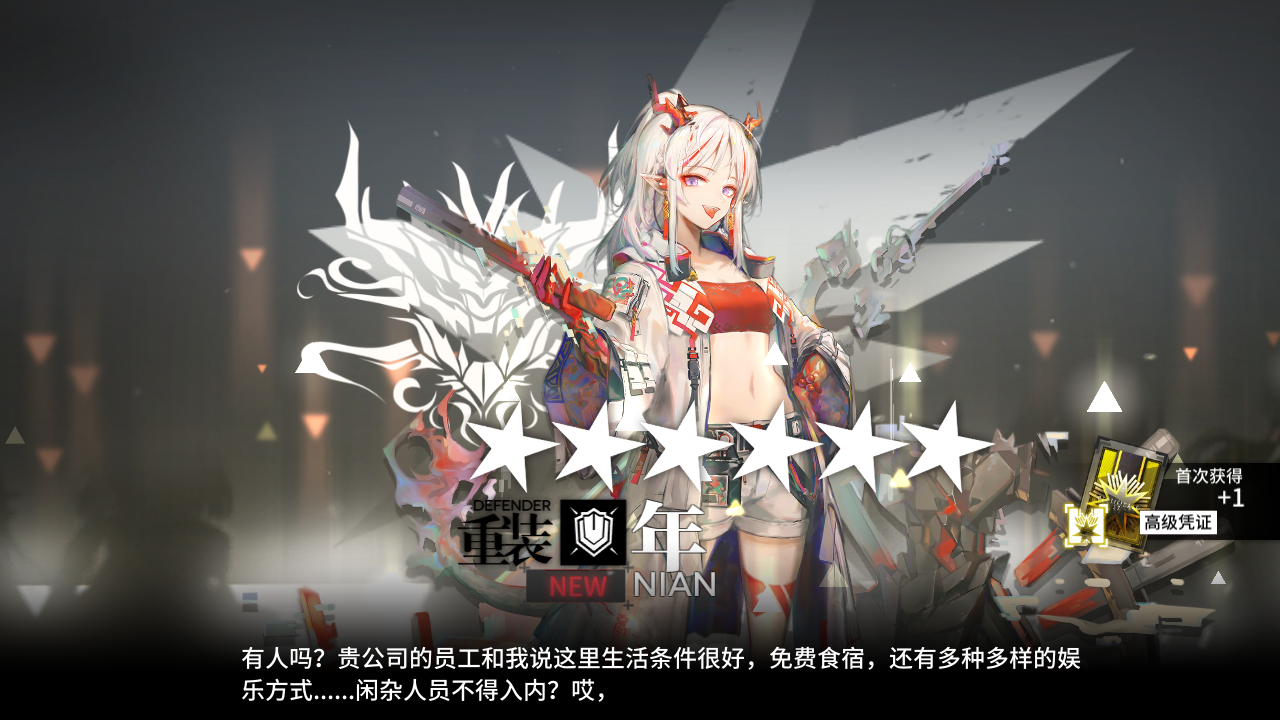 首次获得
+1
高级凭证
DEFENDER
重装
年
NEW
NIAN
有人吗？贵公司的员工和我说这里生活条件很好，免费食宿，还有多种多样的娱
乐方式......闲杂人员不得入内？哎，